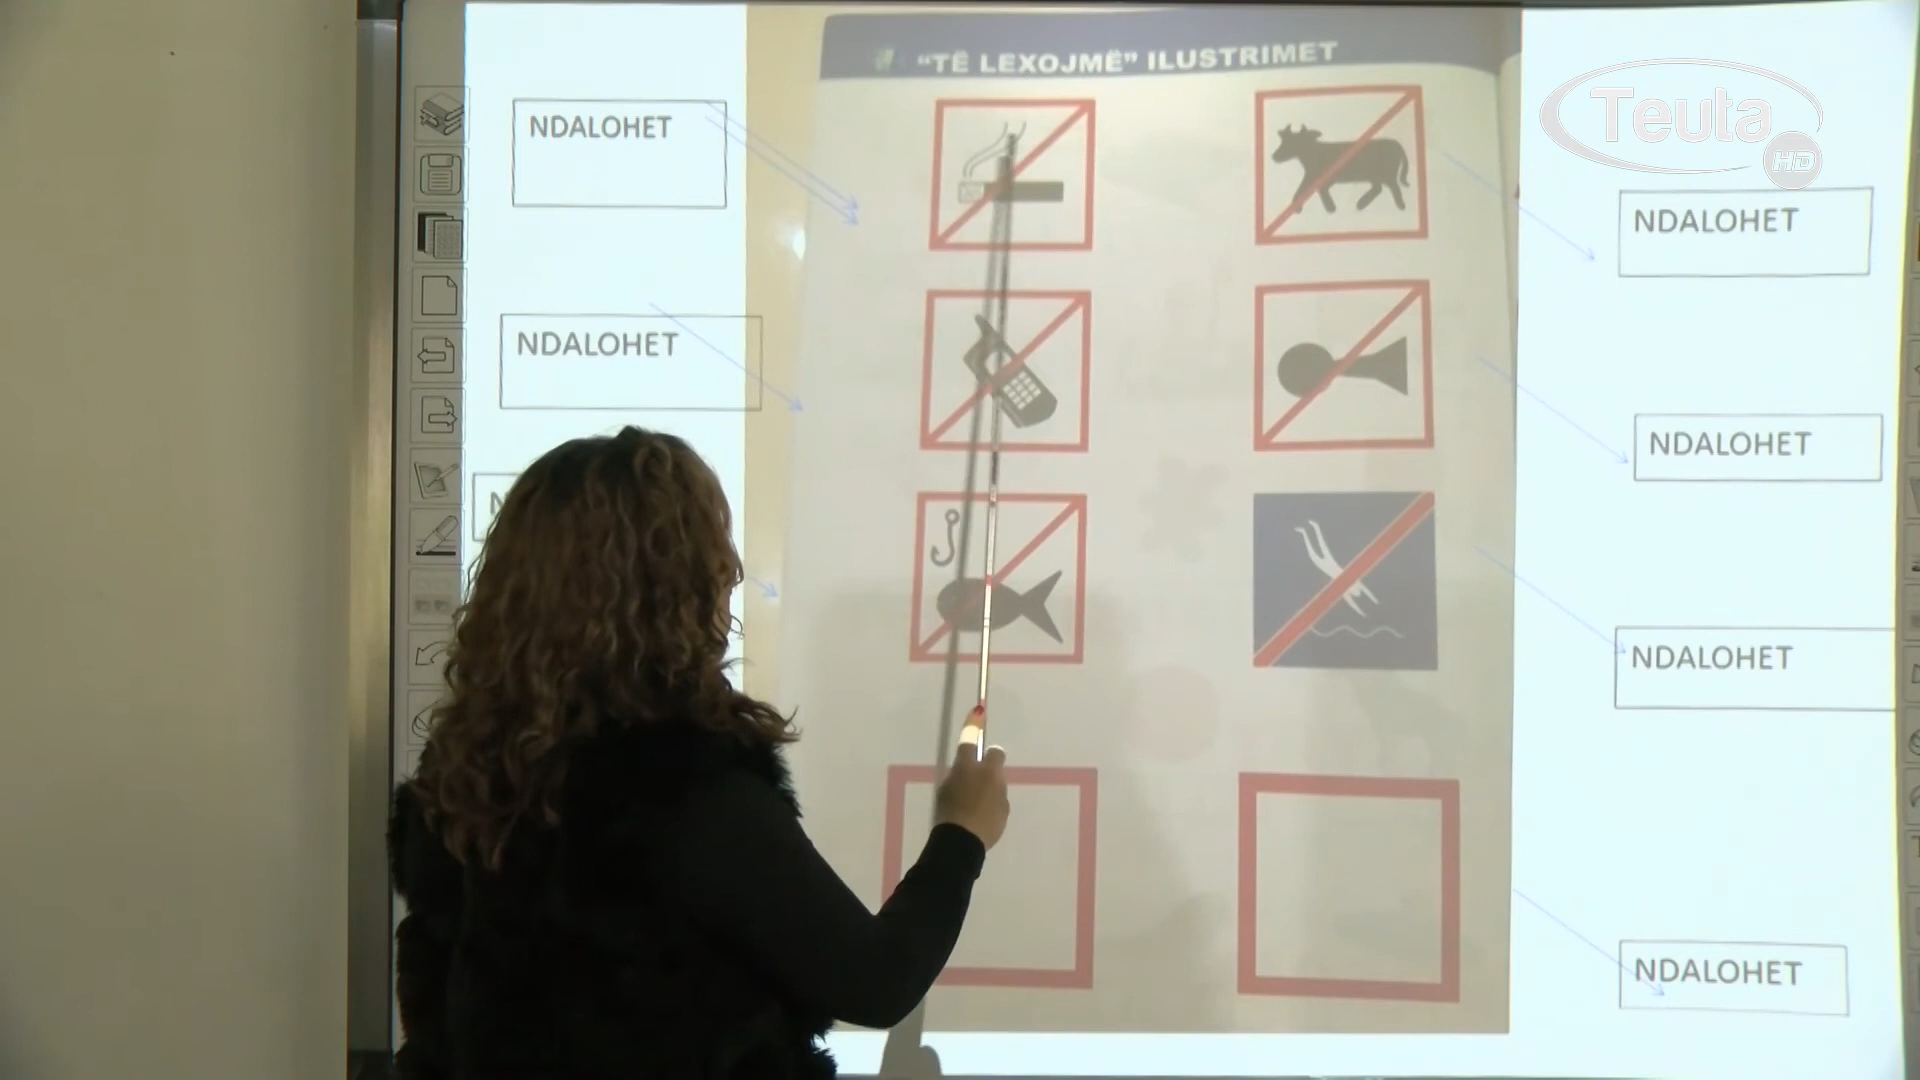 "TË LEXOJMË" ILUSTRIMET
Teuta
HD
NDALOHET
NDALOHET
NDALOHET
NDALOHET
NDALOHET
NDALOHET